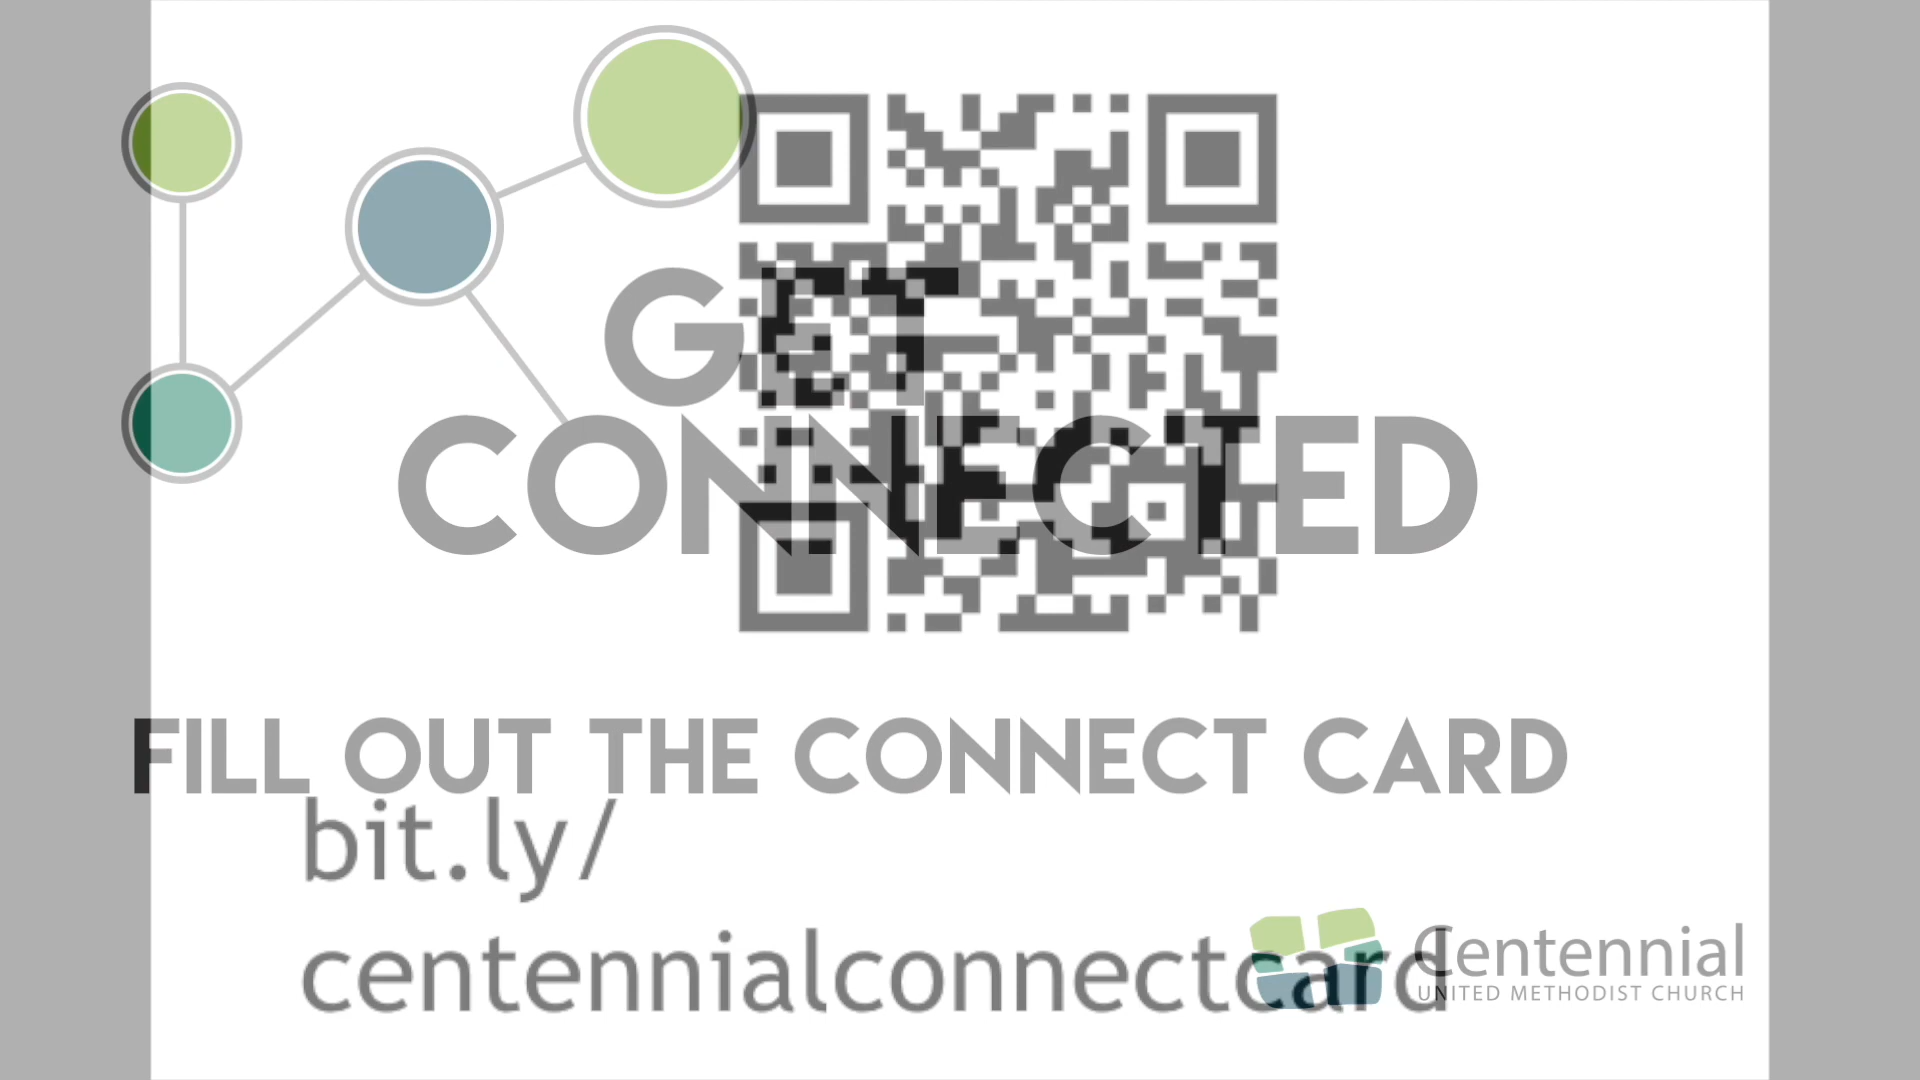 GET
CONNECTED
FILL OUT THE CONNECT CARD
bit.ly/
centennialconnectcard
Centennial
UNITED METHODIST CHURCH